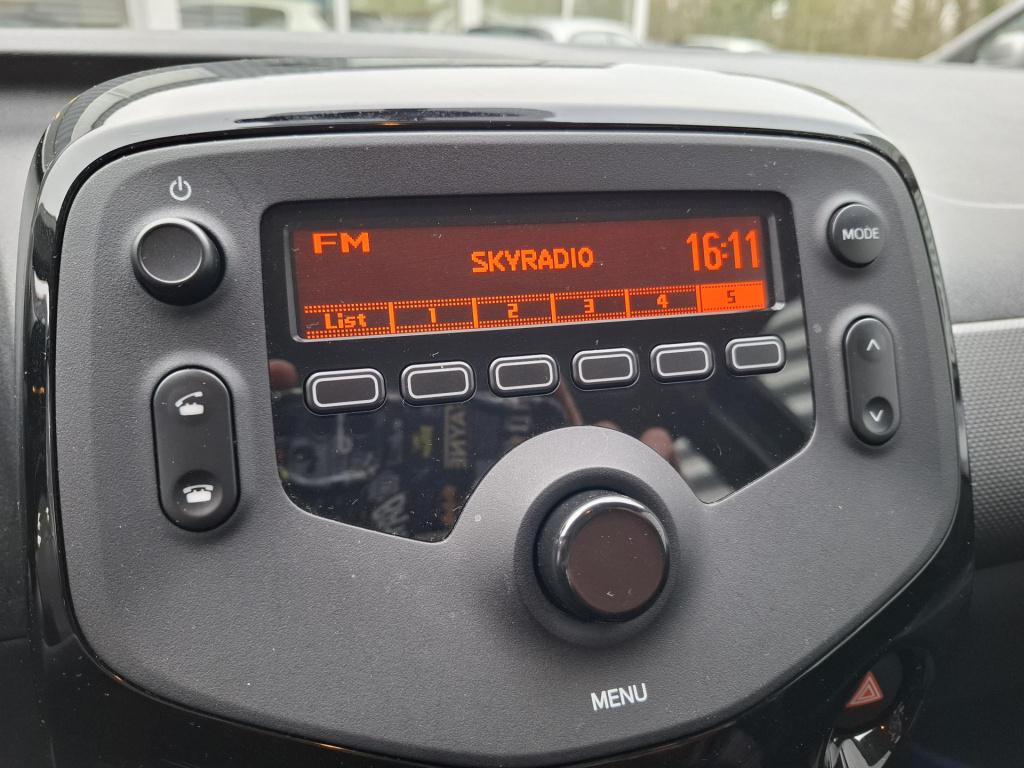 FM
SKYRADIO
16:11
List 1 2 3 4 5
MODE
MENU